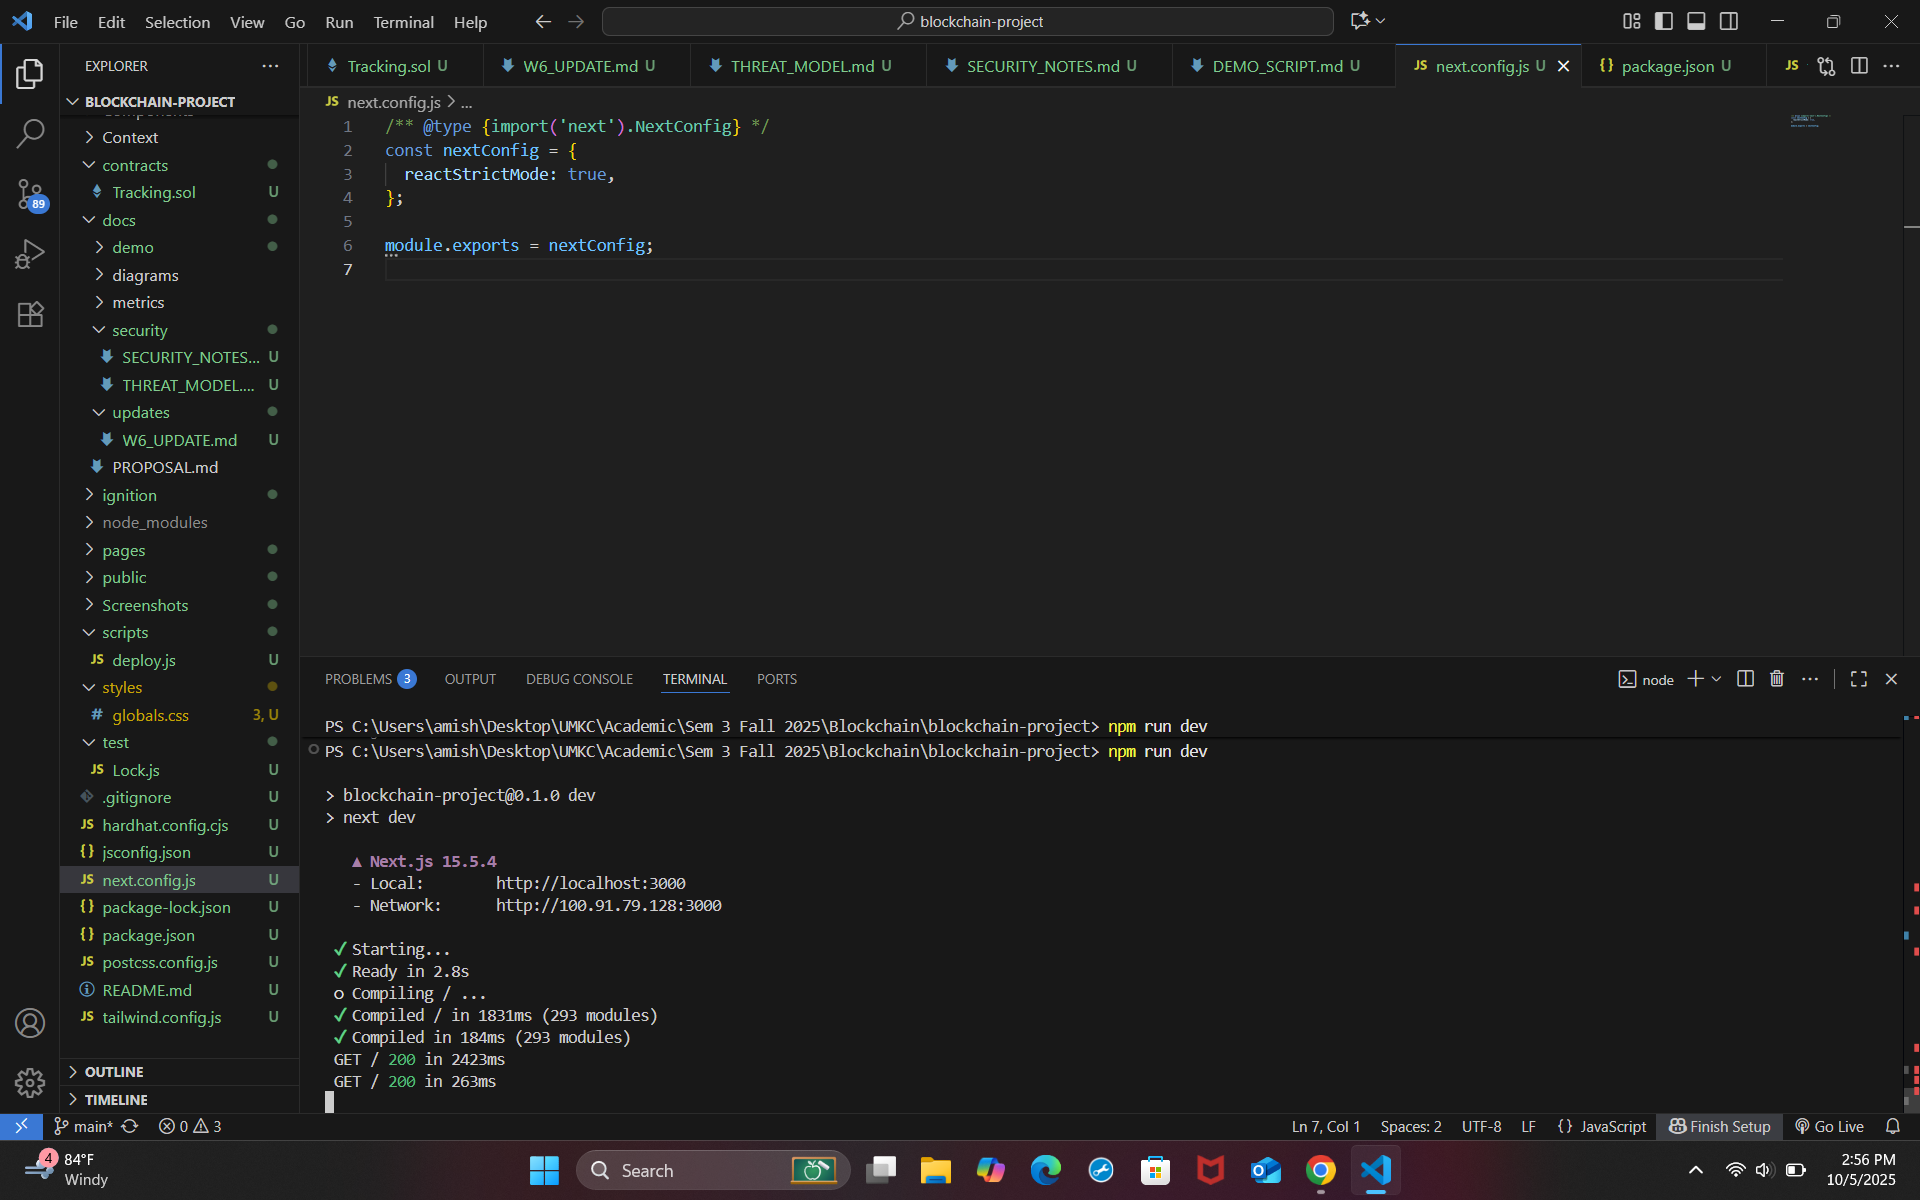 File Edit Selection View Go Run Terminal Help
blockchain-project
EXPLORER
BLOCKCHAIN-PROJECT
Context
contracts
Tracking.sol U
docs
demo
diagrams
metrics
security
SECURITY_NOTES... U
THREAT_MODEL.... U
updates
W6_UPDATE.md U
PROPOSAL.md
ignition
node_modules
pages
public
Screenshots
scripts
JS deploy.js U
styles
# globals.css 3, U
test
JS Lock.js U
.gitignore U
JS hardhat.config.cjs U
{} jsconfig.json U
JS next.config.js U
{} package-lock.json U
{} package.json U
JS postcss.config.js U
README.md U
JS tailwind.config.js U
OUTLINE
TIMELINE
89
Tracking.sol U
W6_UPDATE.md U
THREAT_MODEL.md U
SECURITY_NOTES.md U
DEMO_SCRIPT.md U
JS next.config.js U
{} package.json U
JS
JS next.config.js > ...
1 /** @type {import('next').NextConfig} */
2 const nextConfig = {
3 reactStrictMode: true,
4 };
5
6 module.exports = nextConfig;
7
PROBLEMS 3 OUTPUT DEBUG CONSOLE TERMINAL PORTS
node
PS C:\Users\amish\Desktop\UMKC\Academic\Sem 3 Fall 2025\Blockchain\blockchain-project> npm run dev
PS C:\Users\amish\Desktop\UMKC\Academic\Sem 3 Fall 2025\Blockchain\blockchain-project> npm run dev
> blockchain-project@0.1.0 dev
> next dev
▲ Next.js 15.5.4
- Local: http://localhost:3000
- Network: http://100.91.79.128:3000
✓ Starting...
✓ Ready in 2.8s
o Compiling / ...
✓ Compiled / in 1831ms (293 modules)
✓ Compiled in 184ms (293 modules)
GET / 200 in 2423ms
GET / 200 in 263ms
main* 0 3
Ln 7, Col 1 Spaces: 2 UTF-8 LF {} JavaScript Finish Setup Go Live
4
84°F
Windy
Search
2:56 PM
10/5/2025